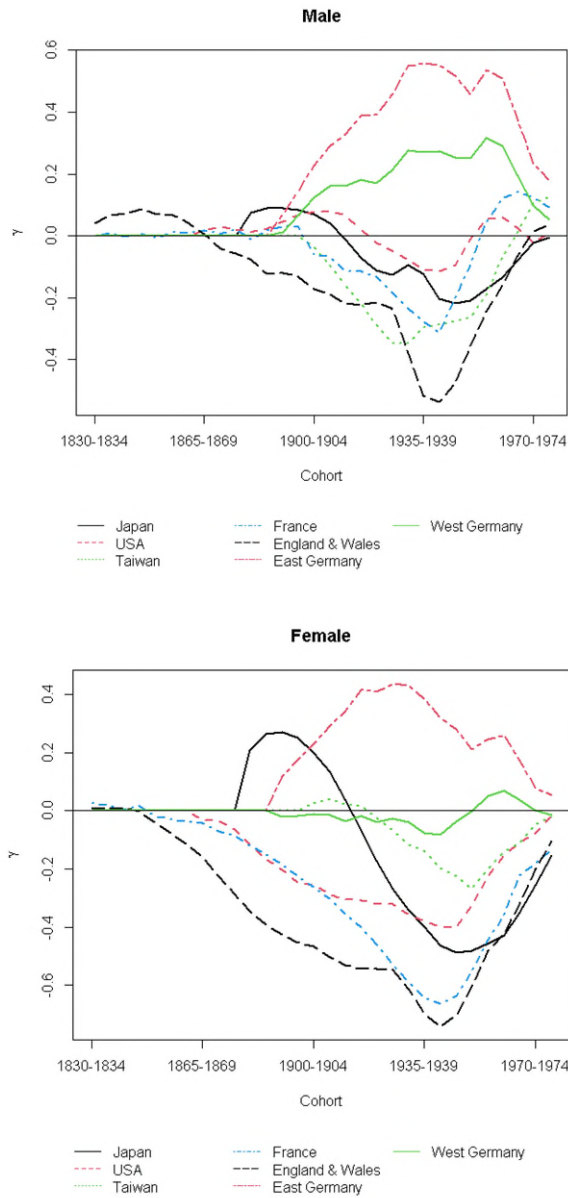 Male
0.6
0.4
0.2
0.0
-0.2
-0.4
γ
1830-1834 1865-1869 1900-1904 1935-1939 1970-1974
Cohort
Japan France West Germany
USA England & Wales
Taiwan East Germany
Female
0.4
0.2
0.0
-0.2
-0.4
-0.6
γ
1830-1834 1865-1869 1900-1904 1935-1939 1970-1974
Cohort
Japan France West Germany
USA England & Wales
Taiwan East Germany